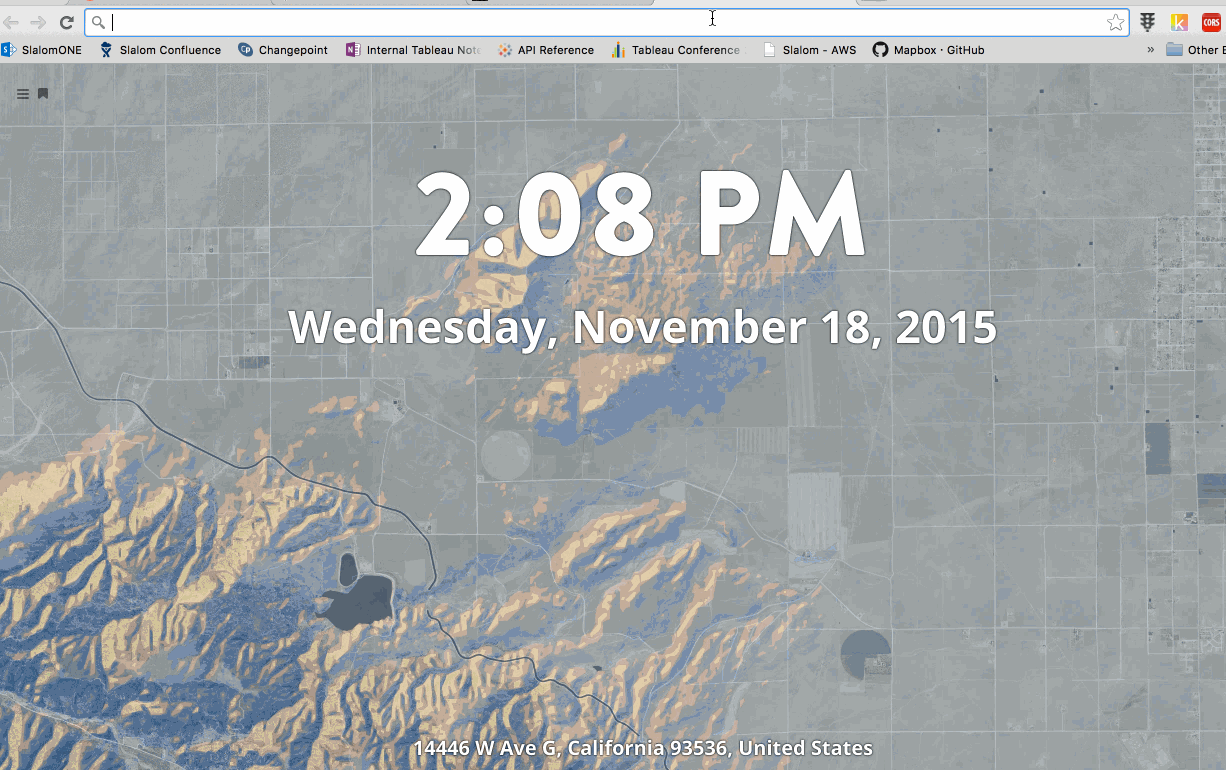 SlalomONE Slalom Confluence Changepoint Internal Tableau Note API Reference Tableau Conference Slalom - AWS Mapbox · GitHub » Other
CORS
2:08 PM
Wednesday, November 18, 2015
14446 W Ave G, California 93536, United States